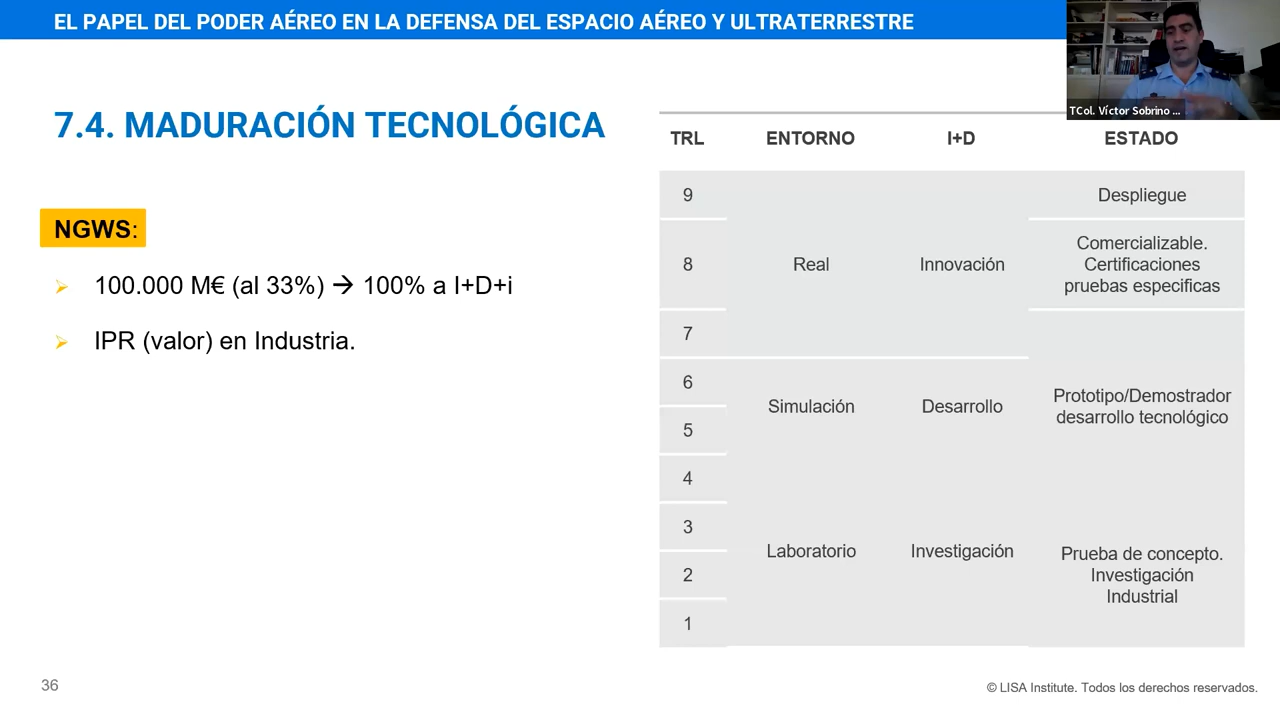 EL PAPEL DEL PODER AÉREO EN LA DEFENSA DEL ESPACIO AÉREO Y ULTRATERRESTRE
TCol. Víctor Sobrino ...
7.4. MADURACIÓN TECNOLÓGICA
NGWS:
➢ 100.000 M€ (al 33%) → 100% a I+D+i
➢ IPR (valor) en Industria.
TRL ENTORNO I+D ESTADO
9 Despliegue
8 Real Innovación Comercializable.
Certificaciones
pruebas especificas
7
6
Simulación Desarrollo Prototipo/Demostrador
desarrollo tecnológico
5
4
3
Laboratorio Investigación Prueba de concepto.
2 Investigación
Industrial
1
36
© LISA Institute. Todos los derechos reservados.